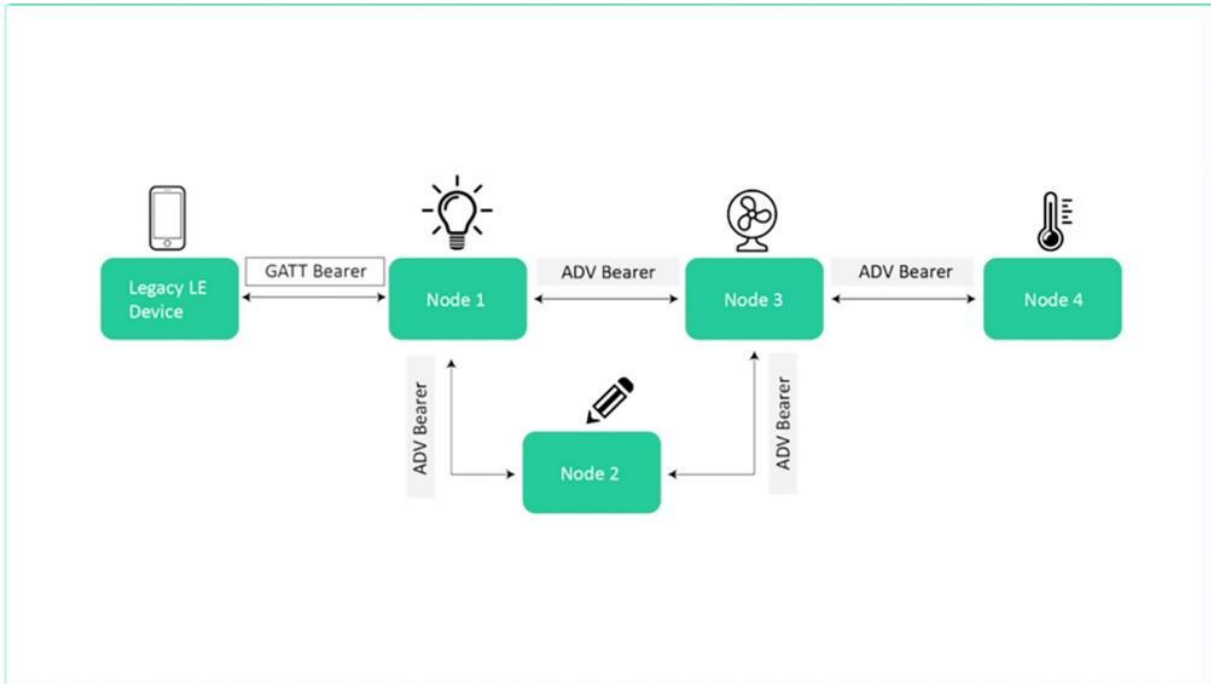 GATT Bearer
ADV Bearer
ADV Bearer
Legacy LE
Device
Node 1
Node 3
Node 4
ADV Bearer
ADV Bearer
Node 2